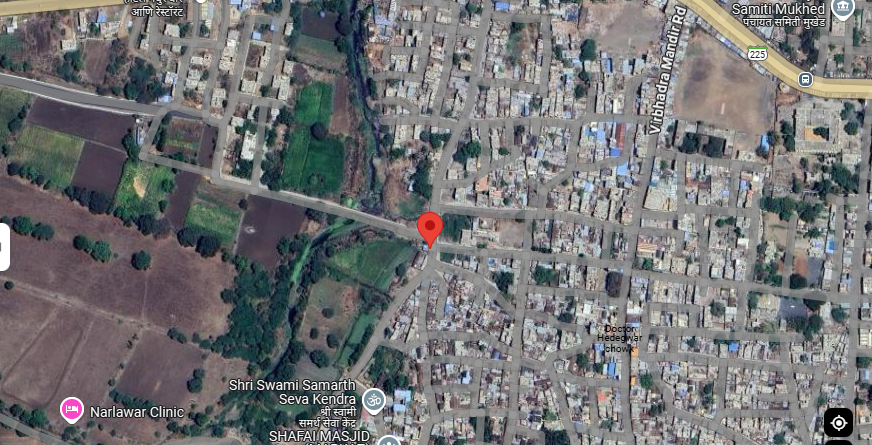 आणि रेस्टॉरंट
Samiti Mukhed
पंचायत समिती मुखेड
225
Virbhadra Mandir Rd
Doctor
Hedegwar
chowk
Shri Swami Samarth
Seva Kendra
श्री स्वामी
समर्थ सेवा केंद्र
Narlawar Clinic
SHAFAI MASJID